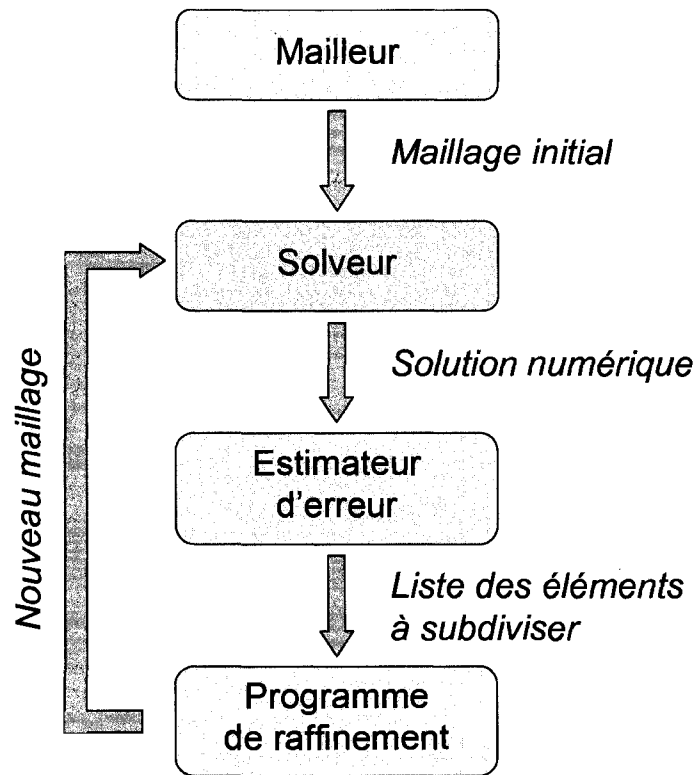 Mailleur
Maillage initial
Solveur
Solution numérique
Estimateur
d'erreur
Liste des éléments
à subdiviser
Programme
de raffinement
Nouveau maillage